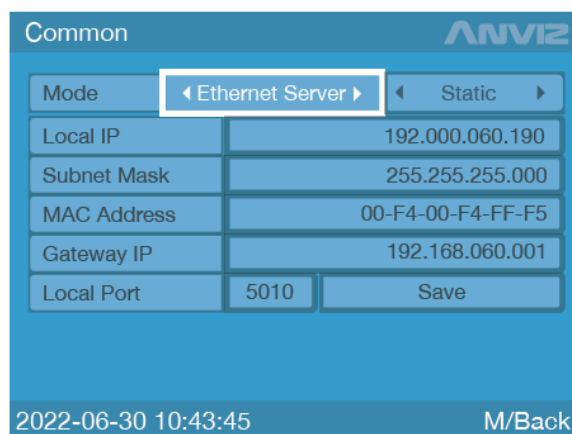 Common ANVIZ
Mode Ethernet Server Static
Local IP 192.000.060.190
Subnet Mask 255.255.255.000
MAC Address 00-F4-00-F4-FF-F5
Gateway IP 192.168.060.001
Local Port 5010 Save
2022-06-30 10:43:45 M/Back